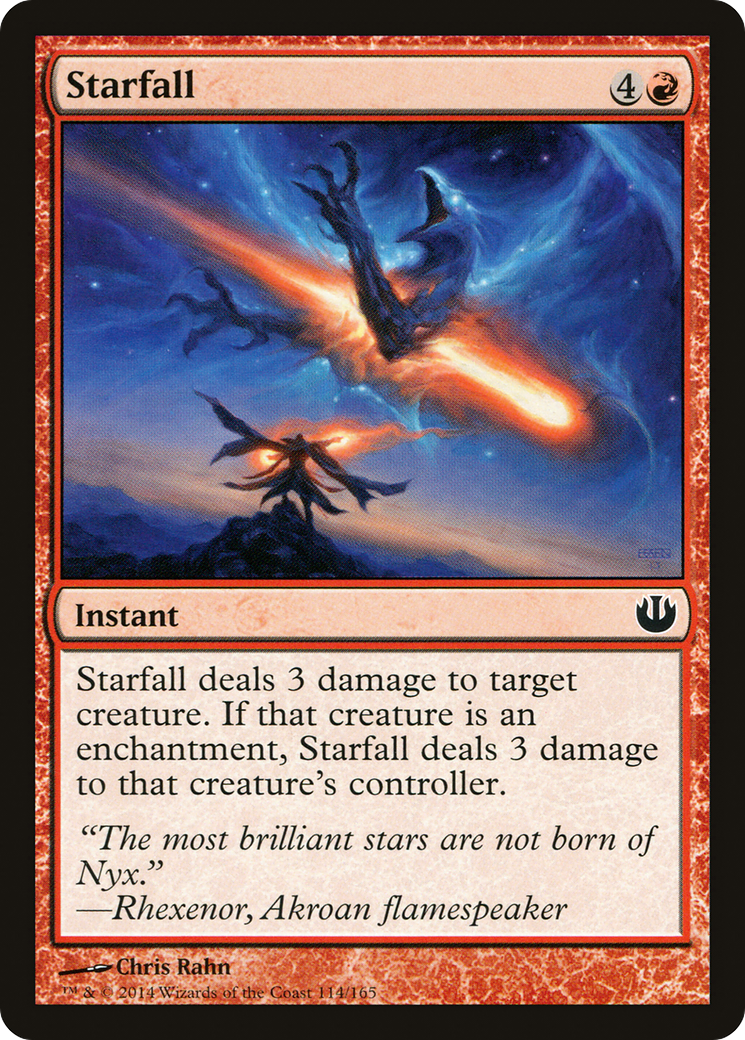 Starfall 4
Instant
Starfall deals 3 damage to target
creature. If that creature is an
enchantment, Starfall deals 3 damage
to that creature's controller.
“The most brilliant stars are not born of
Nyx.”
—Rhexenor, Akroan flamespeaker
Chris Rahn
™ & © 2014 Wizards of the Coast 114/165